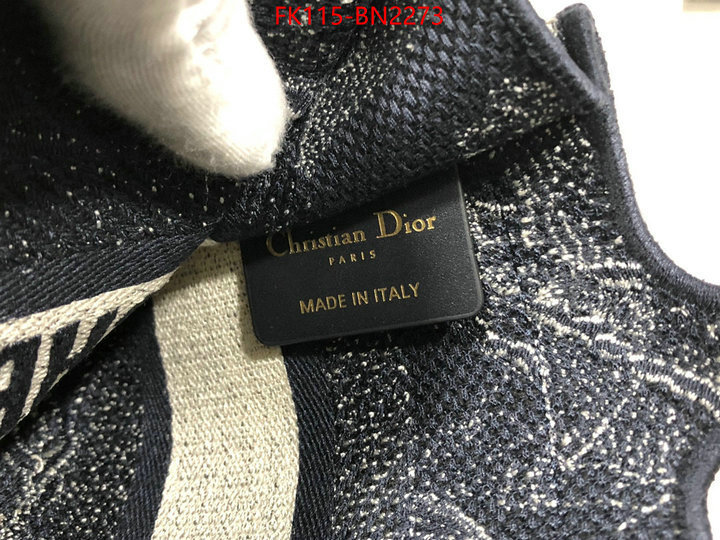 FK115-BN2273
Christian Dior
PARIS
MADE IN ITALY